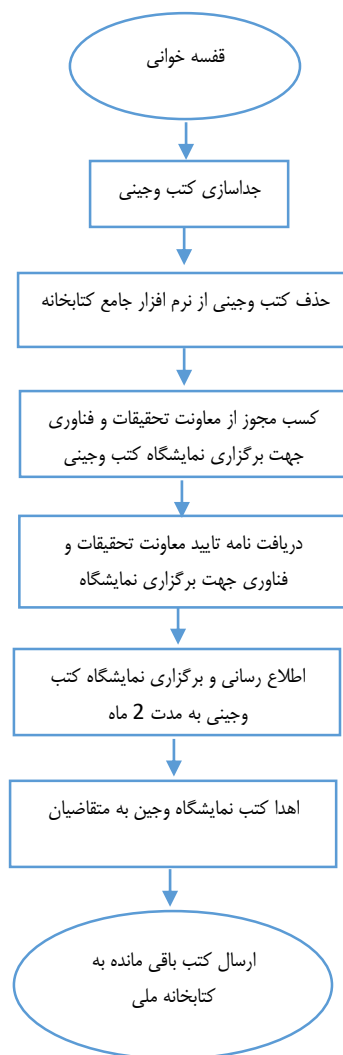 قفسه خوانی
جداسازی کتب وجینی
حذف کتب وجینی از نرم افزار جامع کتابخانه
کسب مجوز از معاونت تحقیقات و فناوری
جهت برگزاری نمایشگاه کتب وجینی
دریافت نامه تایید معاونت تحقیقات و
فناوری جهت برگزاری نمایشگاه
اطلاع رسانی و برگزاری نمایشگاه کتب
وجینی به مدت 2 ماه
اهدا کتب نمایشگاه وجین به متقاضیان
ارسال کتب باقی مانده به
کتابخانه ملی